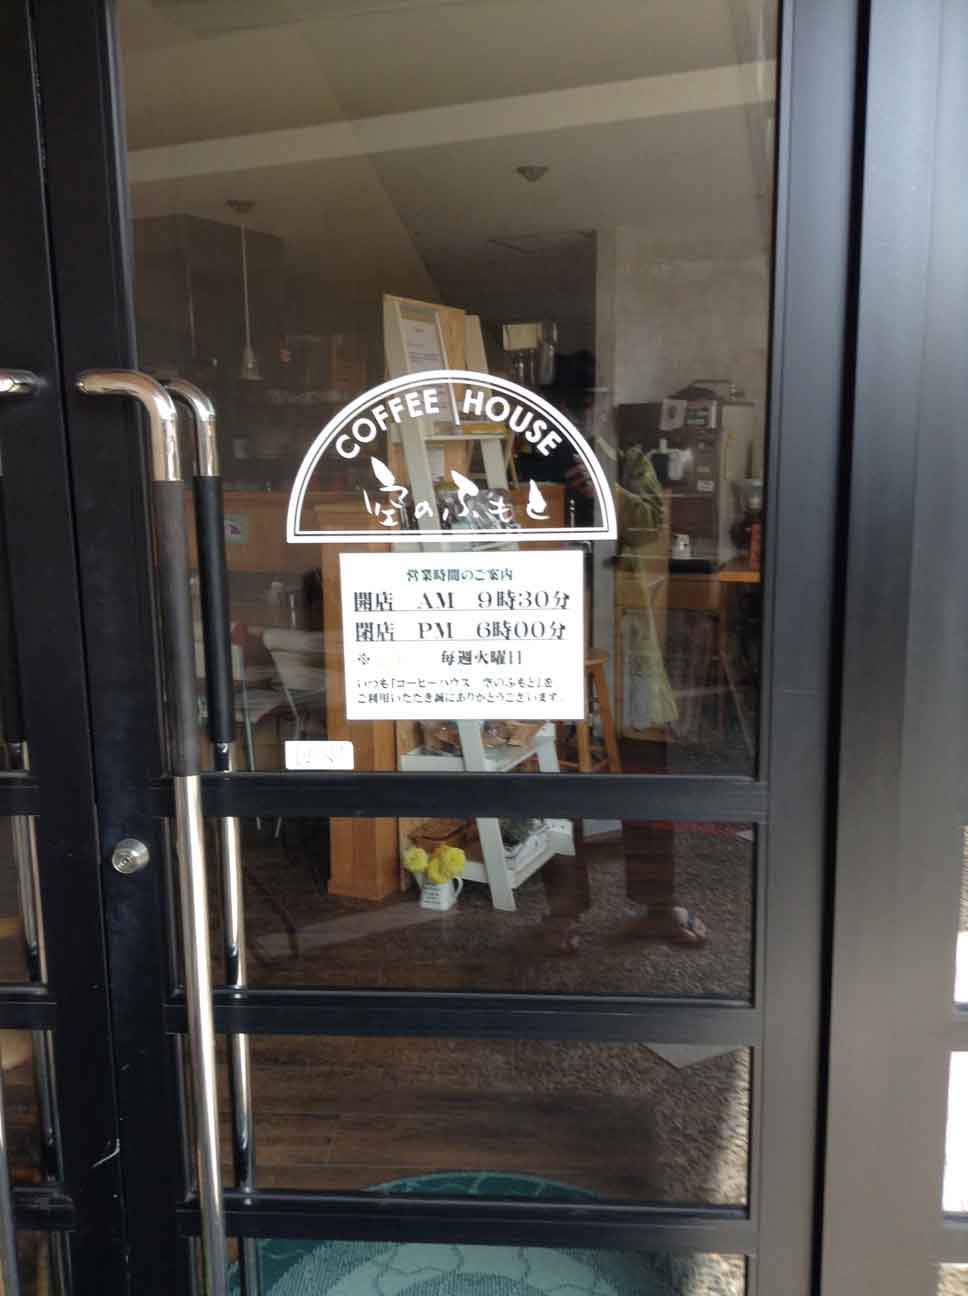 COFFEE HOUSE
空のふもと
営業時間のご案内
開店 AM 9時30分
閉店 PM 6時00分
※ 毎週火曜日
いつも「コーヒーハウス 空のふもと」を
ご利用いただき誠にありがとうございます。